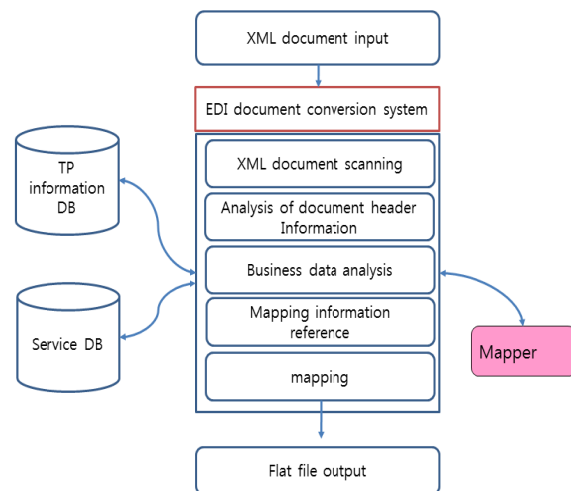 XML document input
EDI document conversion system
TP
information
DB
XML document scanning
Analysis of document header
Information
Business data analysis
Mapping information
reference
mapping
Service DB
Mapper
Flat file output